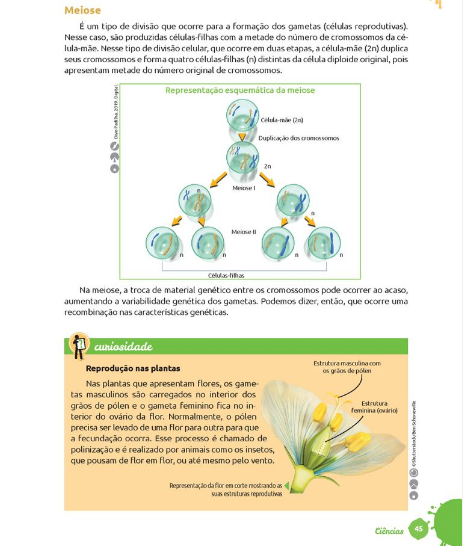 Meiose
É um tipo de divisão que ocorre para a formação dos gametas (células reprodutivas).
Nesse caso, são produzidas células-filhas com a metade do número de cromossomos da cé-
lula-mãe. Nesse tipo de divisão celular, que ocorre em duas etapas, a célula-mãe (2n) duplica
seus cromossomos e forma quatro células-filhas (n) distintas da célula diploide original, pois
apresentam metade do número original de cromossomos.
Representação esquemática da meiose
Célula-mãe (2n)
Duplicação dos cromossomos
2n
Meiose I
n
n
Meiose II
n
n
n
n
n
Células-filhas
Na meiose, a troca de material genético entre os cromossomos pode ocorrer ao acaso,
aumentando a variabilidade genética dos gametas. Podemos dizer, então, que ocorre uma
recombinação nas características genéticas.
curiosidade
Reprodução nas plantas
Nas plantas que apresentam flores, os game-
tas masculinos são carregados no interior dos
grãos de pólen e o gameta feminino fica no in-
terior do ovário da flor. Normalmente, o pólen
precisa ser levado de uma flor para outra para que
a fecundação ocorra. Esse processo é chamado de
polinização e é realizado por animais como os insetos,
que pousam de flor em flor, ou até mesmo pelo vento.
Estrutura masculina com
os grãos de pólen
Estrutura
feminina (ovário)
Representação da flor em corte mostrando as
suas estruturas reprodutivas
Ciências
45